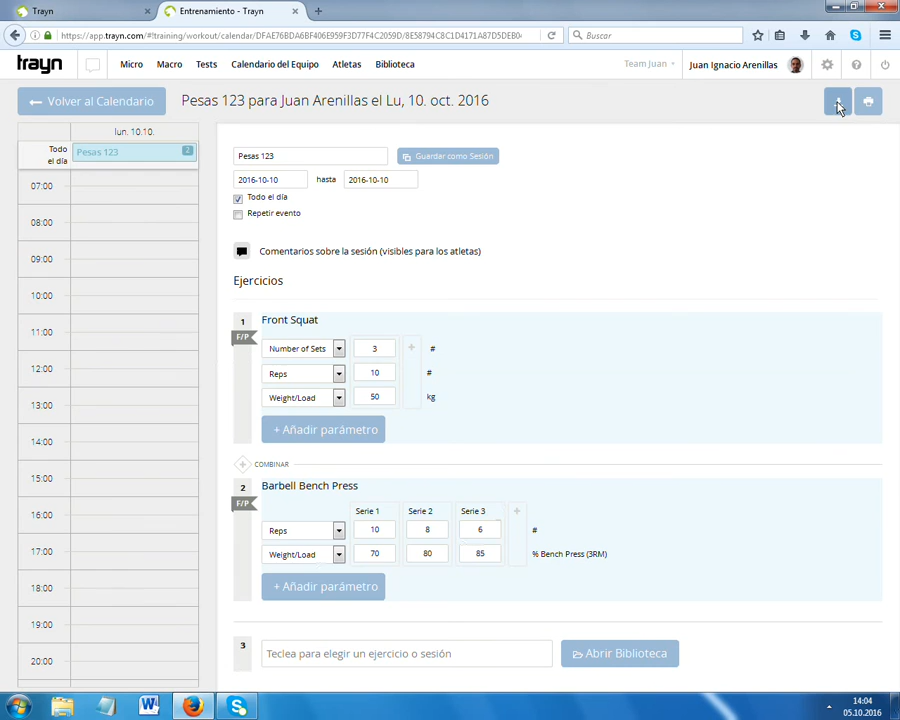 Trayn
Entrenamiento - Trayn
https://app.trayn.com/#!training/workout/calendar/DFAE76BDA6BF406E959F3D77F4C2059D/8E58794C8C1D4171A87D5DEB0
Buscar
trayn
Micro Macro Tests Calendario del Equipo Atletas Biblioteca
Team Juan
Juan Ignacio Arenillas
Volver al Calendario
Pesas 123 para Juan Arenillas el Lu, 10. oct. 2016
lun. 10.10.
Todo el día
Pesas 123 2
07:00
08:00
09:00
10:00
11:00
12:00
13:00
14:00
15:00
16:00
17:00
18:00
19:00
20:00
Pesas 123 Guardar como Sesión
2016-10-10 hasta 2016-10-10
Todo el día
Repetir evento
Comentarios sobre la sesión (visibles para los atletas)
Ejercicios
1 Front Squat
F/P
Number of Sets 3 + #
Reps 10 #
Weight/Load 50 kg
+ Añadir parámetro
COMBINAR
2 Barbell Bench Press
F/P
Serie 1 Serie 2 Serie 3 +
Reps 10 8 6 #
Weight/Load 70 80 85 % Bench Press (3RM)
+ Añadir parámetro
3 Teclea para elegir un ejercicio o sesión Abrir Biblioteca
14:04
05.10.2016